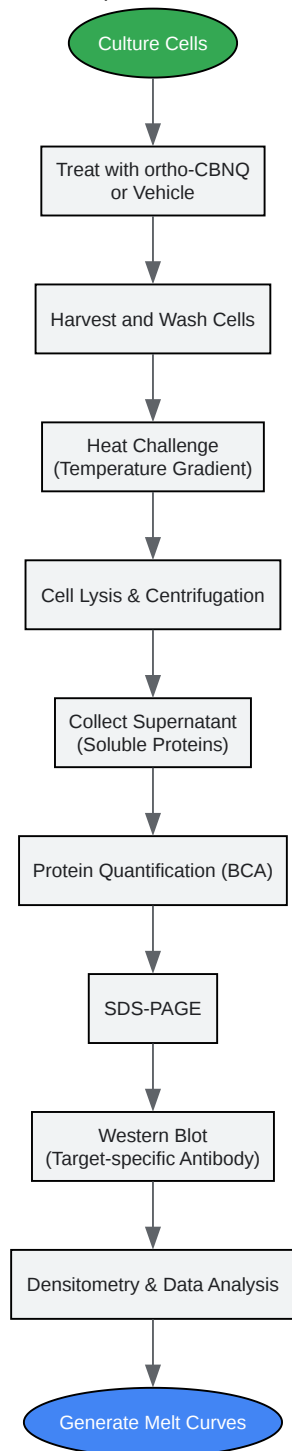 Culture Cells
Treat with ortho-CBNQ
or Vehicle
Harvest and Wash Cells
Heat Challenge
(Temperature Gradient)
Cell Lysis & Centrifugation
Collect Supernatant
(Soluble Proteins)
Protein Quantification (BCA)
SDS-PAGE
Western Blot
(Target-specific Antibody)
Densitometry & Data Analysis
Generate Melt Curves